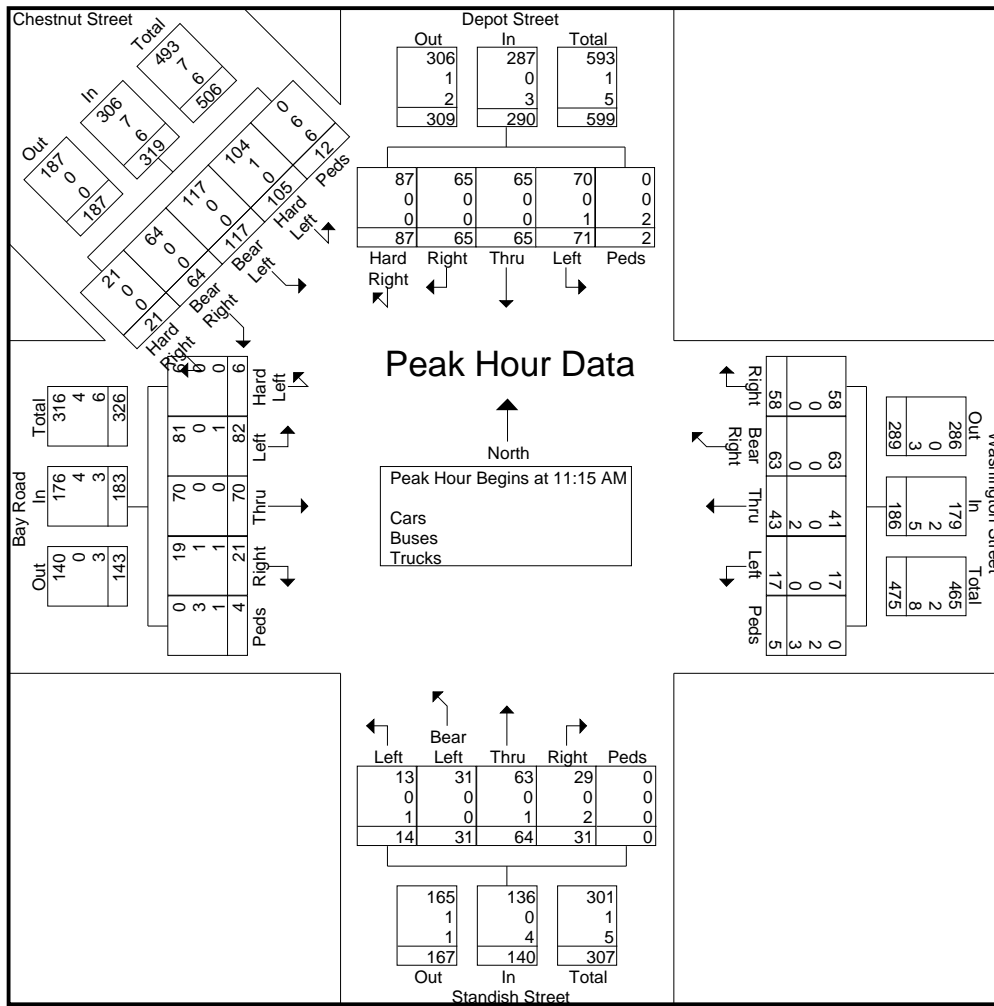 Chestnut Street
Depot Street
Out In Total
306 287 593
1 0 1
2 3 5
309 290 599
87 65 65 70 0
0 0 0 0 0
0 0 0 1 2
87 65 65 71 2
Hard Right
Right
Thru
Left
Peds
Total
493
7
6
506
In
306
7
6
319
Out
187
0
0
187
0
6
6
12
Peds
104
1
0
105
Hard Left
117
0
0
117
Bear Left
64
0
0
64
Bear Right
21
0
0
21
Hard Right
Peak Hour Data
North
Peak Hour Begins at 11:15 AM
Cars
Buses
Trucks
Bay Road
Total
316
4
6
326
In
176
4
3
183
Out
140
0
3
143
6 0 0 6
Hard Left
81 0 1 82
Left
70 0 0 70
Thru
19 1 1 21
Right
0 3 1 4
Peds
Washington Street
Out
286
0
3
289
In
179
2
5
186
Total
465
2
8
475
Right
58 0 0 58
Bear Right
63 0 0 63
Thru
41 0 2 43
Left
17 0 0 17
Peds
0 2 3 5
Left
Bear Left
Thru
Right
Peds
13 31 63 29 0
0 0 0 0 0
1 0 1 2 0
14 31 64 31 0
165 136 301
1 0 1
1 4 5
167 140 307
Out In Total
Standish Street